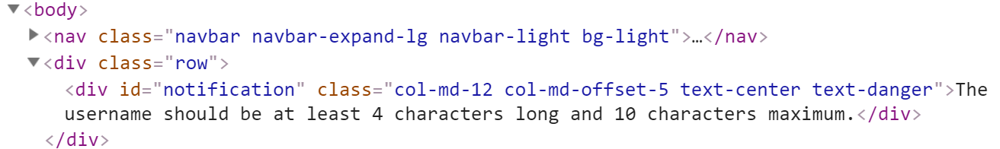 ▼<body>
▶<nav class="navbar navbar-expand-lg navbar-light bg-light">…</nav>
▼<div class="row">
<div id="notification" class="col-md-12 col-md-offset-5 text-center text-danger">The
username should be at least 4 characters long and 10 characters maximum.</div>
</div>